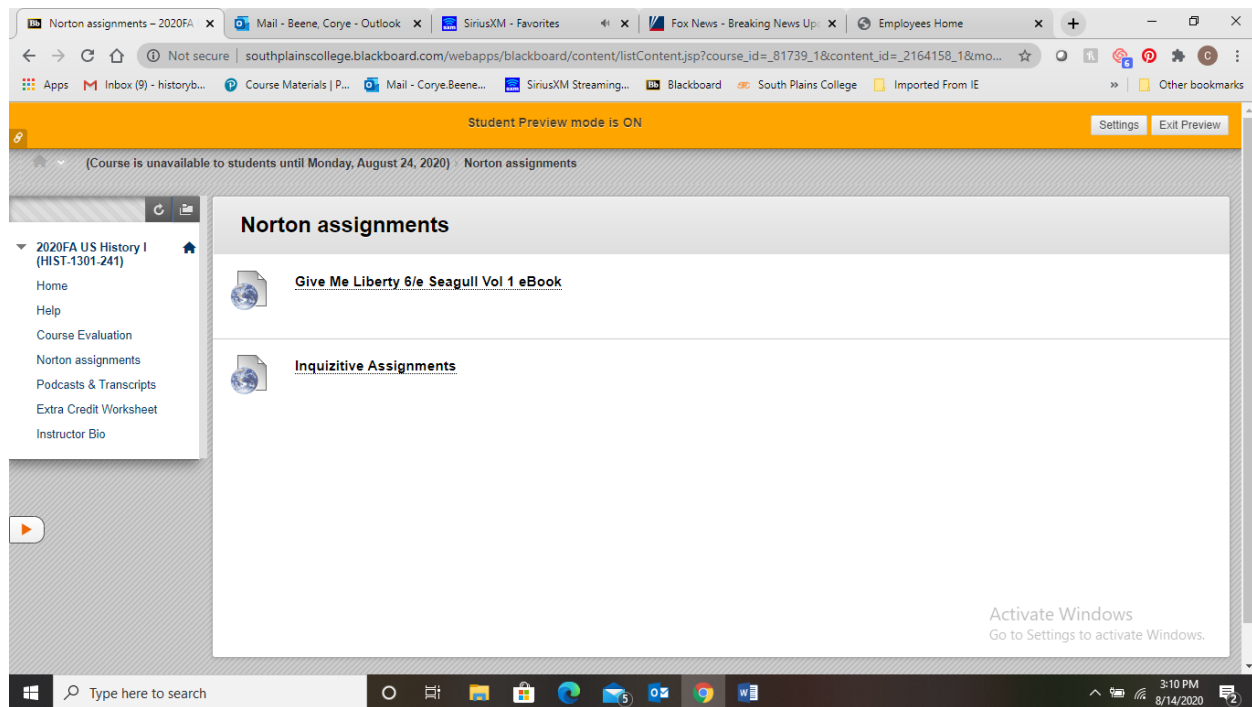 Norton assignments – 2020FA
Mail - Beene, Corye - Outlook
SiriusXM - Favorites
Fox News - Breaking News Up
Employees Home
Not secure | southplainscollege.blackboard.com/webapps/blackboard/content/listContent.jsp?course_id=_81739_1&content_id=_2164158_1&mo...
Apps
Inbox (9) - historyb...
Course Materials | P...
Mail - Corye.Beene...
SiriusXM Streaming...
Blackboard
South Plains College
Imported From IE
Other bookmarks
Student Preview mode is ON
Settings
Exit Preview
(Course is unavailable to students until Monday, August 24, 2020) Norton assignments
Norton assignments
2020FA US History I
(HIST-1301-241)
Home
Help
Course Evaluation
Norton assignments
Podcasts & Transcripts
Extra Credit Worksheet
Instructor Bio
Give Me Liberty 6/e Seagull Vol 1 eBook
Inquizitive Assignments
Activate Windows
Go to Settings to activate Windows.
Type here to search
3:10 PM
8/14/2020